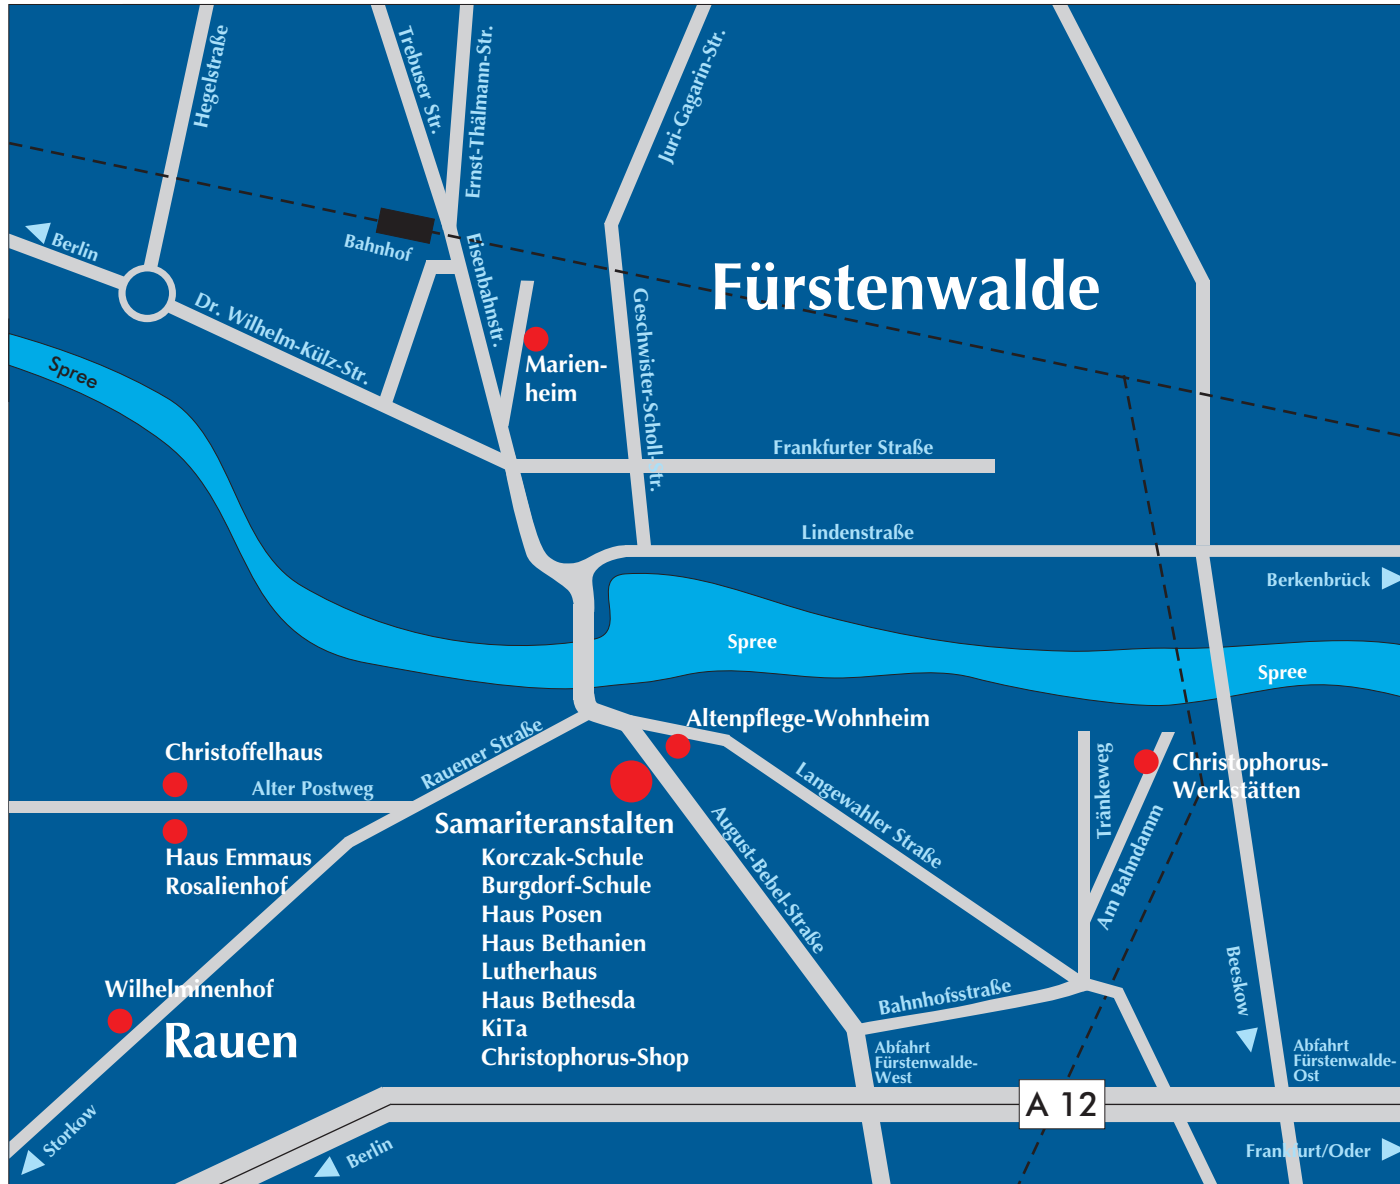 Hegelstraße
Trebuser Str.
Ernst-Thälmann-Str.
Juri-Gagarin-Str.
Berlin
Bahnhof
Eisenbahnstr.
Fürstenwalde
Dr. Wilhelm-Külz-Str.
Geschwister-Scholl-Str.
Spree
Marien-
heim
Frankfurter Straße
Lindenstraße
Berkenbrück
Spree
Spree
Altenpflege-Wohnheim
Rauener Straße
Christoffelhaus
Alter Postweg
Haus Emmaus
Rosalienhof
Langewahler Straße
Tränkeweg
Christophorus-
Werkstätten
Am Bahndamm
August-Bebel-Straße
Samariteranstalten
Korczak-Schule
Burgdorf-Schule
Haus Posen
Haus Bethanien
Lutherhaus
Haus Bethesda
KiTa
Christophorus-Shop
Wilhelminenhof
Rauen
Bahnhofsstraße
Beeskow
Abfahrt
Fürstenwalde-
West
Abfahrt
Fürstenwalde-
Ost
A 12
Storkow
Berlin
Frankfurt/Oder